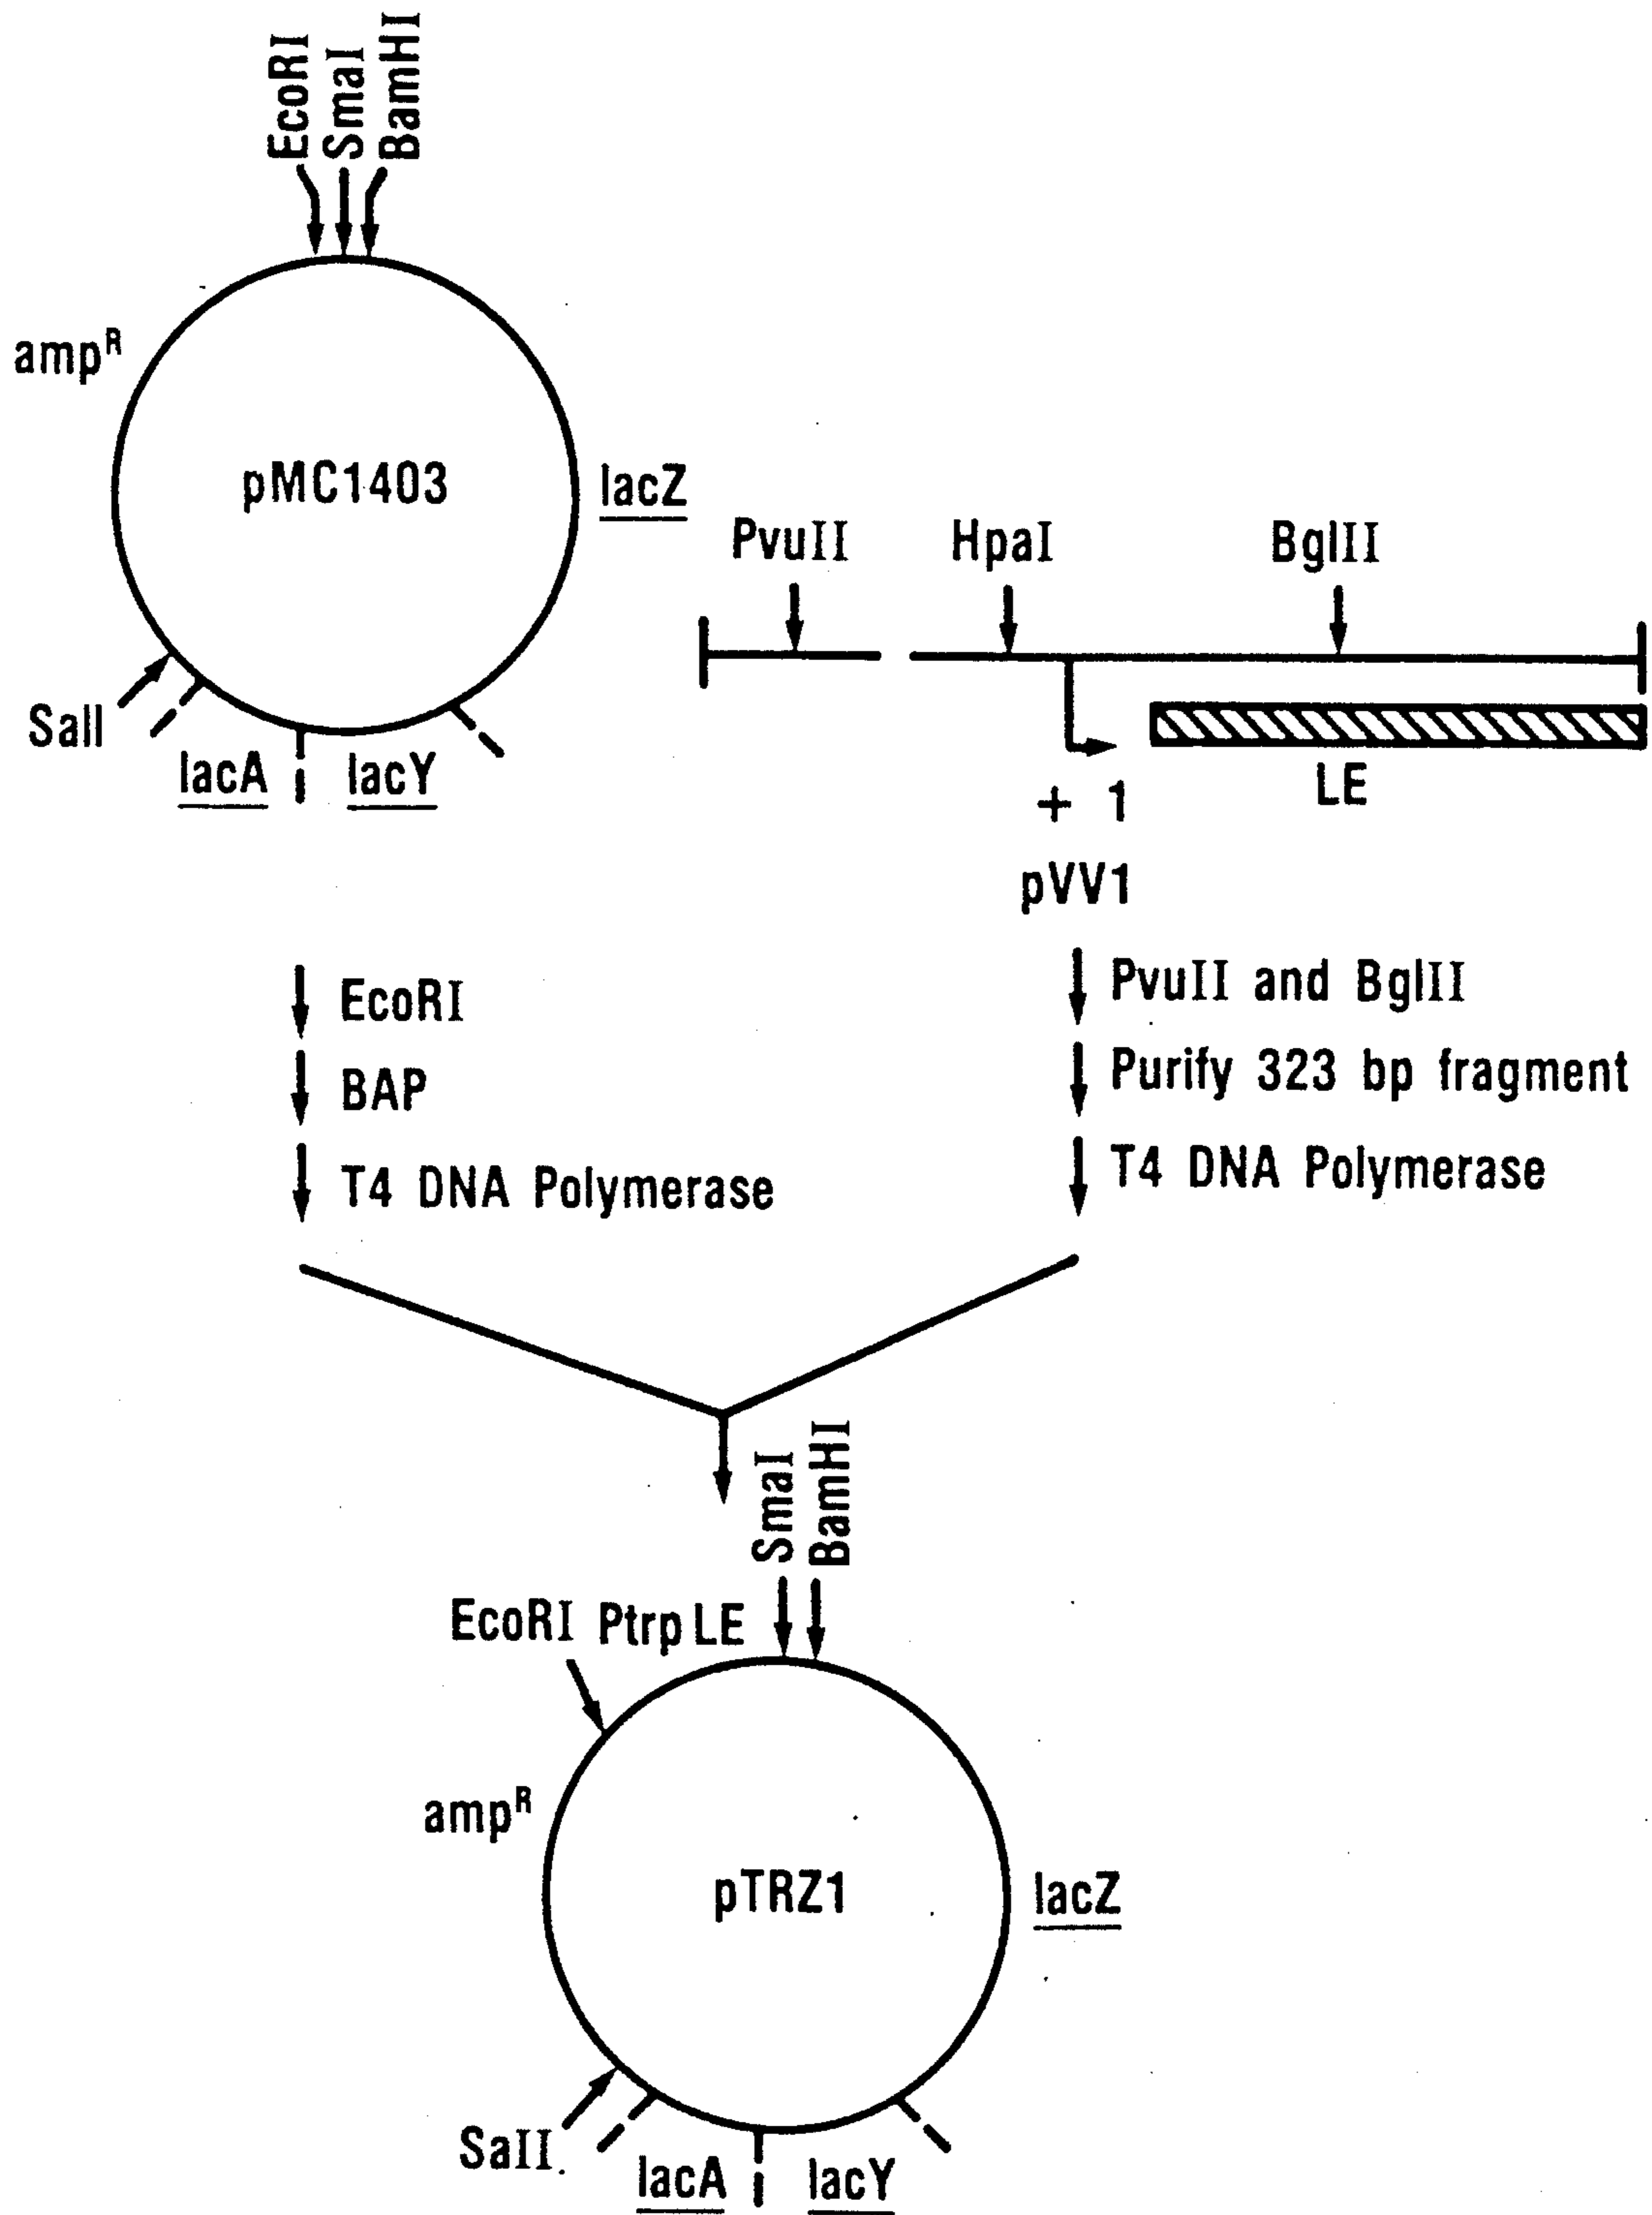 EcoRI
SmaI
BamHI
ampR
pMC1403
lacZ
SalI
lacA
lacY
PvuII
HpaI
BglII
+ 1
LE
pVV1
EcoRI
BAP
T4 DNA Polymerase
PvuII and BglII
Purify 323 bp fragment
T4 DNA Polymerase
SmaI
BamHI
EcoRI Ptrp LE
ampR
pTRZ1
lacZ
SalI
lacA
lacY